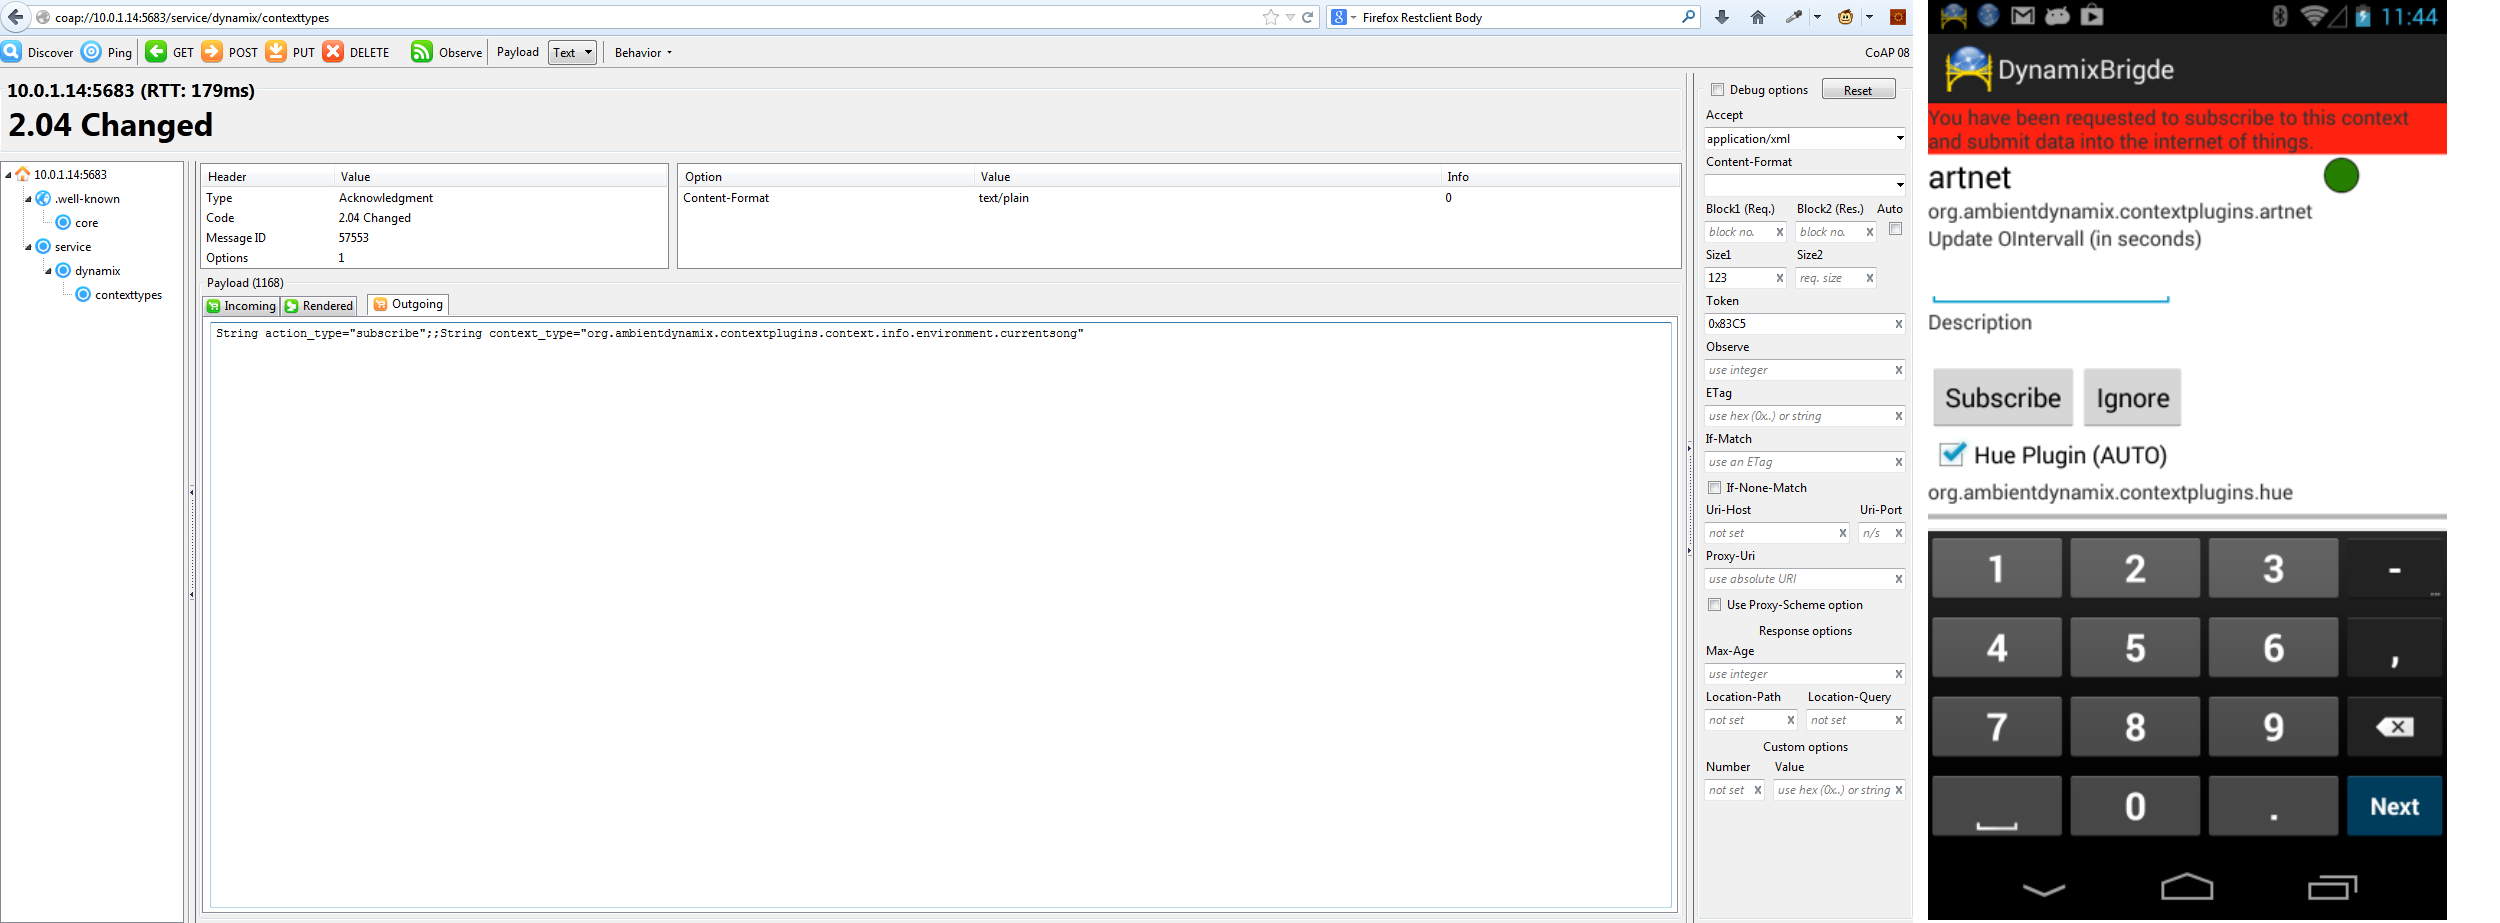 coap://10.0.1.14:5683/service/dynamix/contexttypes
8
Firefox Restclient Body
Discover Ping GET POST PUT DELETE Observe Payload Text Behavior
CoAP 08
10.0.1.14:5683 (RTT: 179ms)
2.04 Changed
10.0.1.14:5683
.well-known
core
service
dynamix
contexttypes
Header Value
Type Acknowledgment
Code 2.04 Changed
Message ID 57553
Options 1
Option Value Info
Content-Format text/plain 0
Payload (1168)
Incoming Rendered Outgoing
String action_type="subscribe";;String context_type="org.ambientdynamix.contextplugins.context.info.environment.currentsong"
Debug options Reset
Accept
application/xml
Content-Format
Block1 (Req.) Block2 (Res.) Auto
block no. x block no. x
Size1 Size2
123 x req. size x
Token
0x83C5 x
Observe
use integer x
ETag
use hex (0x..) or string x
If-Match
use an ETag x
If-None-Match
Uri-Host Uri-Port
not set x n/s x
Proxy-Uri
use absolute URI x
Use Proxy-Scheme option
Response options
Max-Age
use integer x
Location-Path Location-Query
not set x not set x
Custom options
Number Value
not set x use hex (0x..) or string x
11:44
DynamixBrigde
You have been requested to subscribe to this context
and submit data into the internet of things.
artnet
org.ambientdynamix.contextplugins.artnet
Update OIntervall (in seconds)
Description
Subscribe Ignore
Hue Plugin (AUTO)
org.ambientdynamix.contextplugins.hue
1 2 3 -
4 5 6 ,
7 8 9
0 . Next